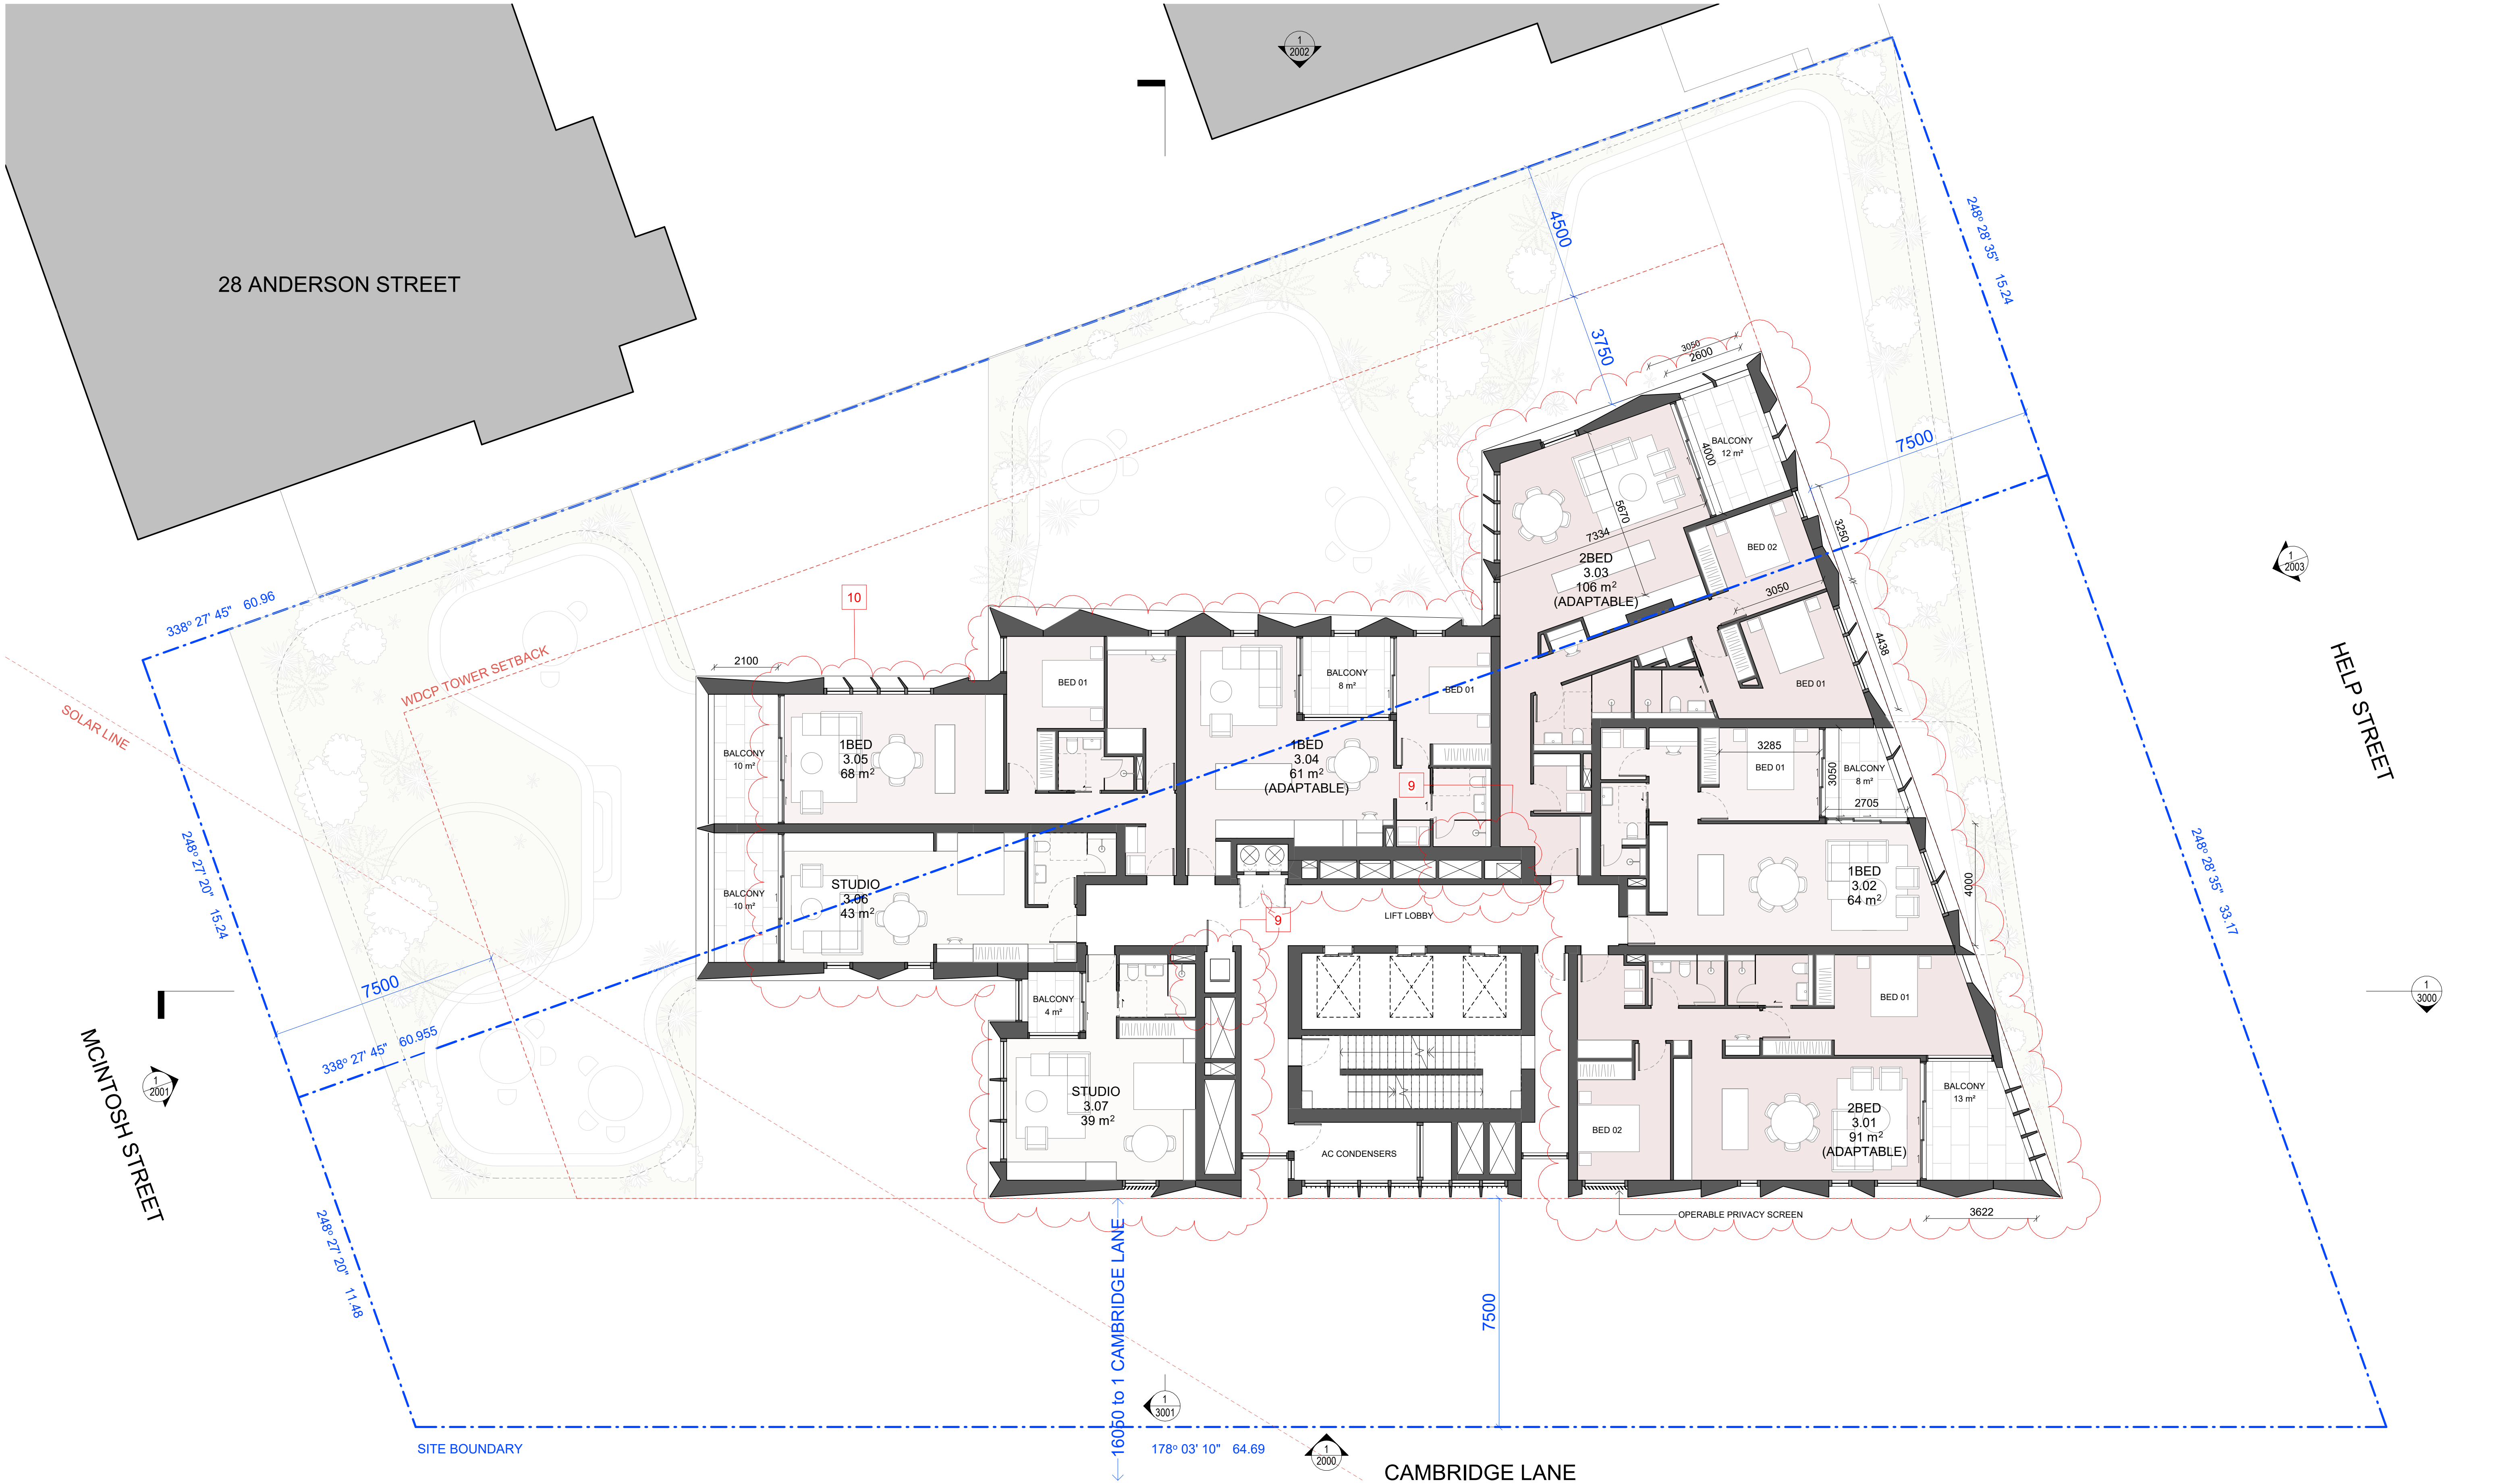 1
2002
28 ANDERSON STREET
248º 28' 35" 15.24
4500
3750
3050
2600
7500
BALCONY
12 m²
4000
5670
7334
3250
BED 02
2BED
3.03
106 m²
(ADAPTABLE)
3050
4438
BED 01
1
2003
HELP STREET
10
338º 27' 45" 60.96
WDCP TOWER SETBACK
SOLAR LINE
2100
BED 01
BALCONY
8 m²
BED 01
BALCONY
10 m²
1BED
3.05
68 m²
1BED
3.04
61 m²
(ADAPTABLE)
9
3285
BED 01
3050
BALCONY
8 m²
2705
248º 27' 20" 15.24
BALCONY
10 m²
STUDIO
3.06
43 m²
1BED
3.02
64 m²
4000
248º 28' 35" 33.17
LIFT LOBBY
9
7500
BALCONY
4 m²
BED 01
1
3000
338º 27' 45" 60.955
MCINTOSH STREET
1
2001
STUDIO
3.07
39 m²
BED 02
2BED
3.01
91 m²
(ADAPTABLE)
BALCONY
13 m²
AC CONDENSERS
OPERABLE PRIVACY SCREEN
3622
248º 27' 20" 11.48
16050 to 1 CAMBRIDGE LANE
7500
1
3001
SITE BOUNDARY
178º 03' 10" 64.69
1
2000
CAMBRIDGE LANE